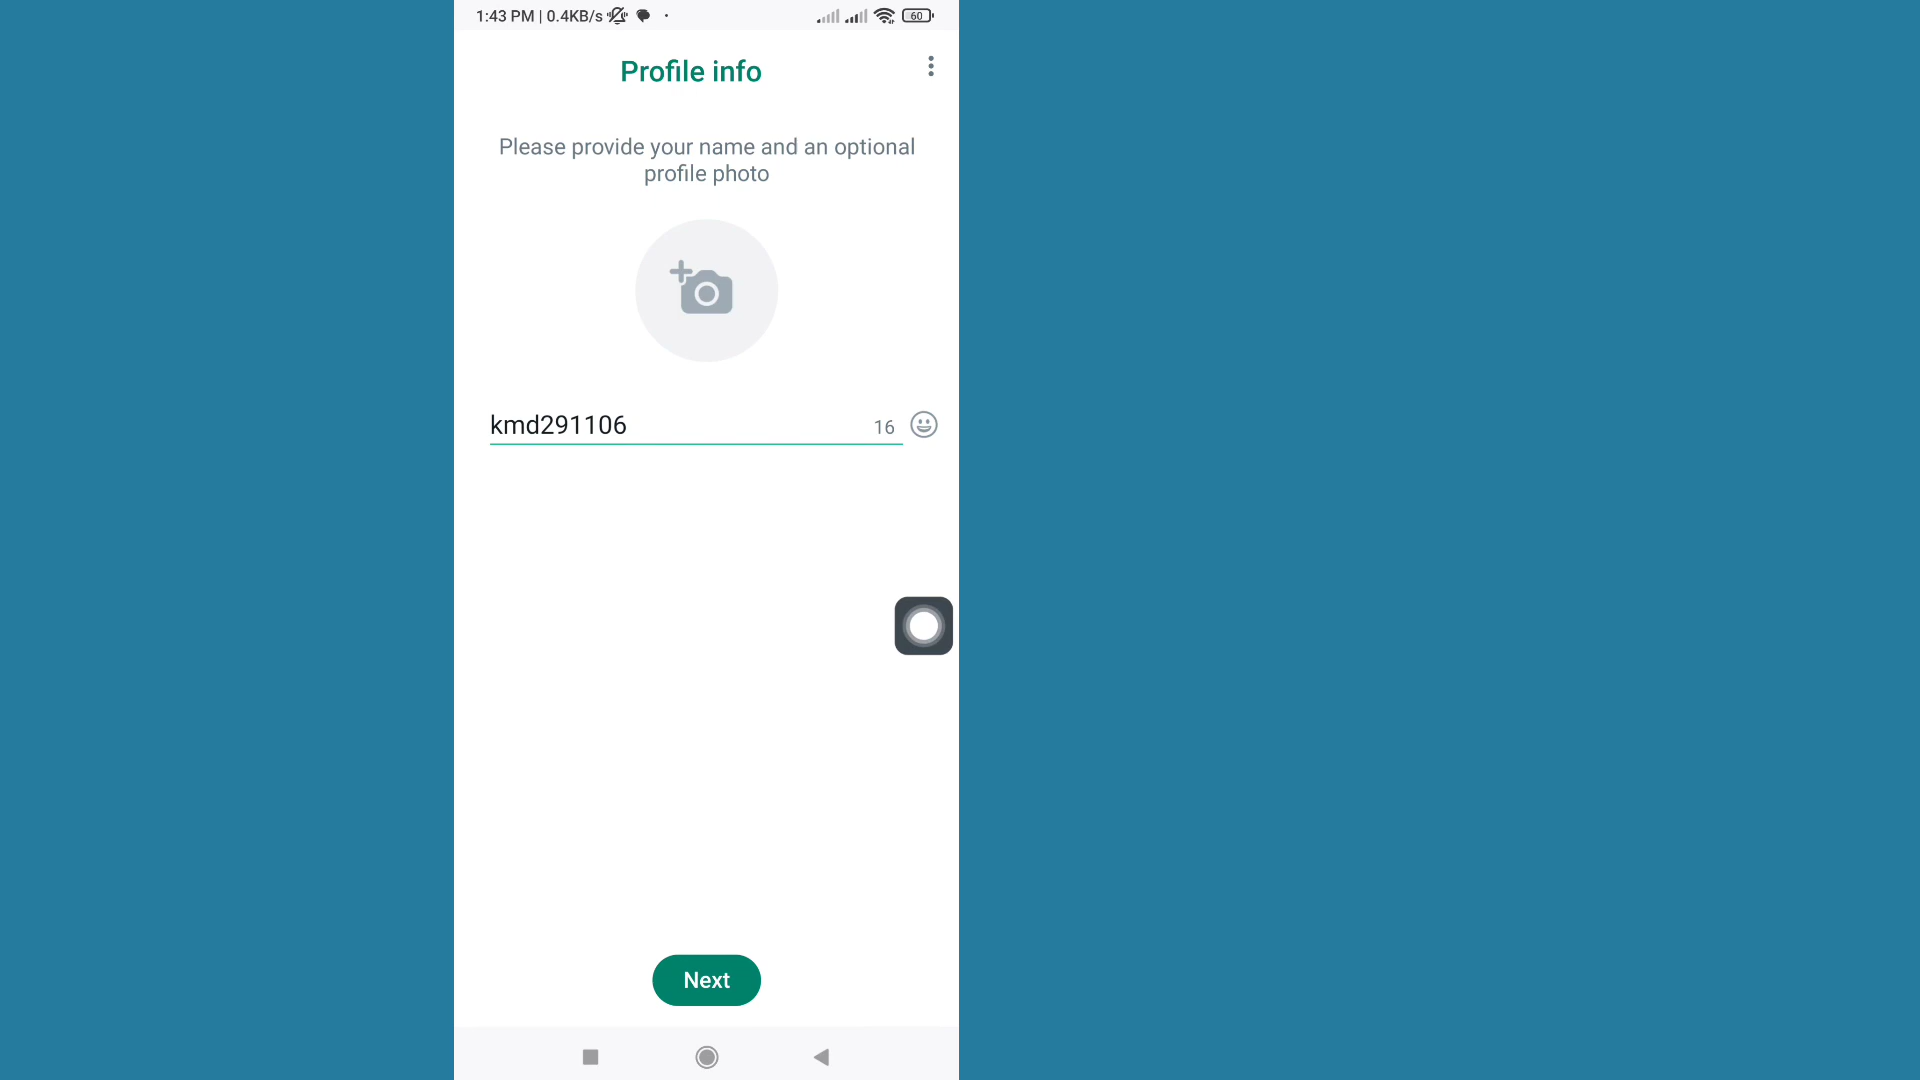 1:43 PM | 0.4KB/s
60
Profile info
Please provide your name and an optional
profile photo
kmd291106
16
Next